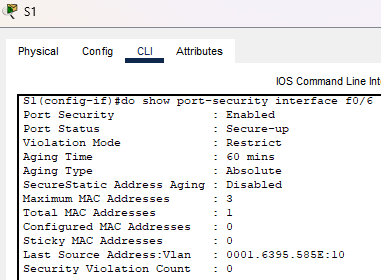 S1
Physical Config CLI Attributes
IOS Command Line Int
S1(config-if)#do show port-security interface f0/6
Port Security : Enabled
Port Status : Secure-up
Violation Mode : Restrict
Aging Time : 60 mins
Aging Type : Absolute
SecureStatic Address Aging : Disabled
Maximum MAC Addresses : 3
Total MAC Addresses : 1
Configured MAC Addresses : 0
Sticky MAC Addresses : 0
Last Source Address:Vlan : 0001.6395.585E:10
Security Violation Count : 0